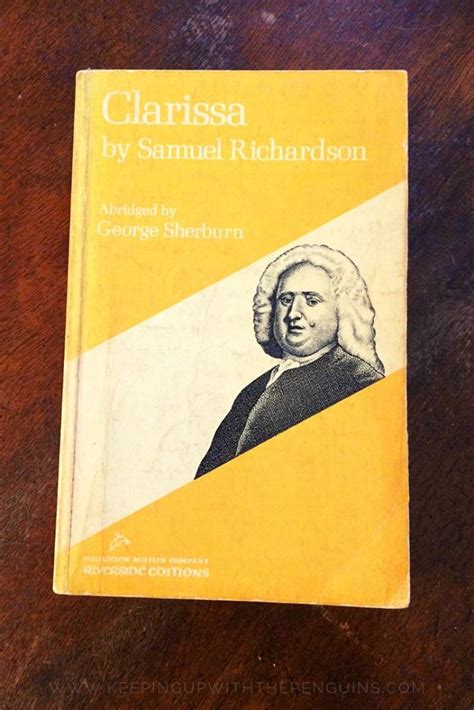 Clarissa
by Samuel Richardson
Abridged by
George Sherburn
HOUGHTON MIFFLIN COMPANY
RIVERSIDE EDITIONS
WWW.KEEPINGUPWITHTHEPENGUINS.COM